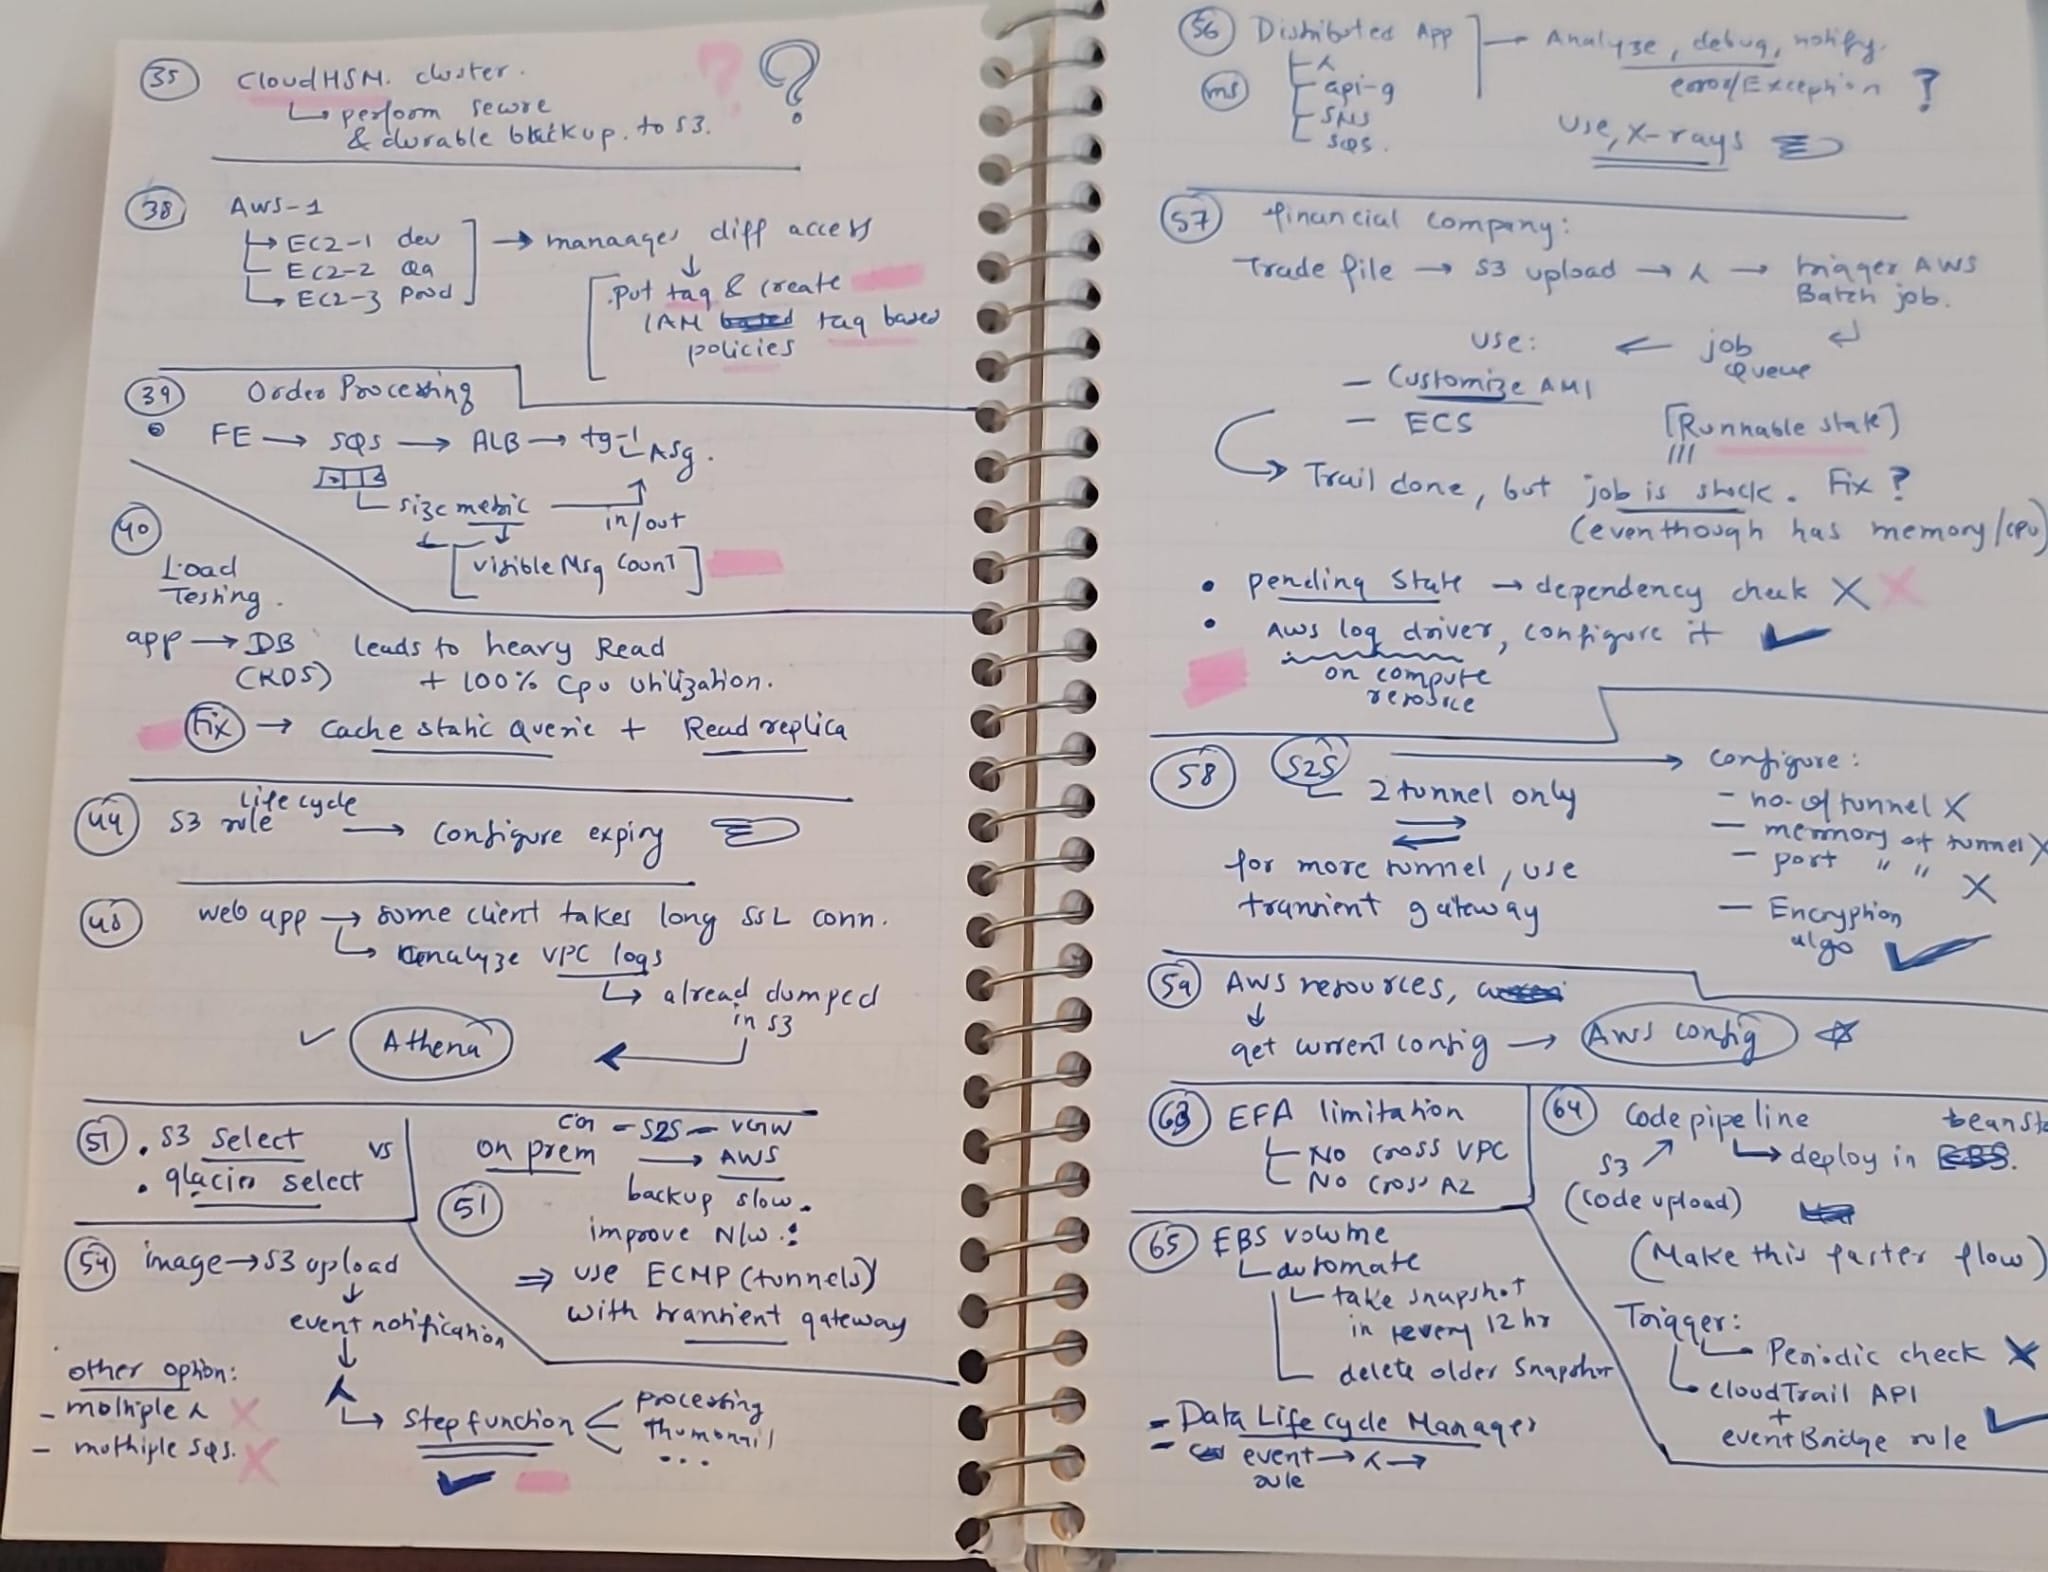 35 CloudHSM. cluster. ?
↳ perform secure
& durable backup. to S3.
38 AWS-1
→ EC2-1 dev
EC2-2 Qa
→ EC2-3 prod
→ manaages diff access
↓
put tag & create
IAM tag based
policies
39 Order Processing
FE → SQS → ALB → tg-1
ASg.
size metric in/out
[visible Msg Count]
40 Load
Testing.
app → DB leads to heavy Read
(RDS) + 100% Cpu utilization.
Fix → Cache static Querie + Read replica
44 S3 lifecycle
rule → configure expiry
48 web app → some client takes long SSL conn.
↳ analyze VPC logs
↳ alread dumped
in S3
✓ Athena ←
51 . S3 select vs
. glacier select
on prem → AWS
- S2S - VGW
51 backup slow.
improve N/w :
⇒ use ECMP (tunnels)
with transient gateway
54 image → S3 upload
↓
event notification
↓
λ
↳ step function
processing
thumbnail
...
other option:
- moltiple λ X
- multiple sqs. X
56 Distributed App → Analyze, debug, notify.
error/Exception ?
ms
λ
api-g
SNS
SQS.
Use, X-rays
57 financial company:
Trade file → S3 upload → λ → trigger AWS
Batch job.
job
Queue
← use:
- Customize AMI
- ECS
[Runnable state]
→ Trail done, but job is stuck. Fix ?
(eventhough has memory/cpu)
• pending state → dependency check X X
• Aws log driver, configure it ✓
on compute
resource
58 S2S → configure:
2 tunnel only
for more tunnel, use
transient gateway
- no. of tunnel X
- memory of tunnel X
- port " " X
- Encryption
algo ✓
59 AWS resources,
↓
get current config → Aws config ☆
63 EFA limitation
No cross VPC
No cross AZ
64 Code pipeline beansta
S3 ↗ ↳ deploy in
(code upload)
(Make this faster flow)
Trigger:
Periodic check X
cloudTrail API
+
eventBridge rule ✓
65 EBS volume
automate
take snapshot
in every 12 hr
delete older snapshot
- Data Life cycle Manager
- event → λ →
rule